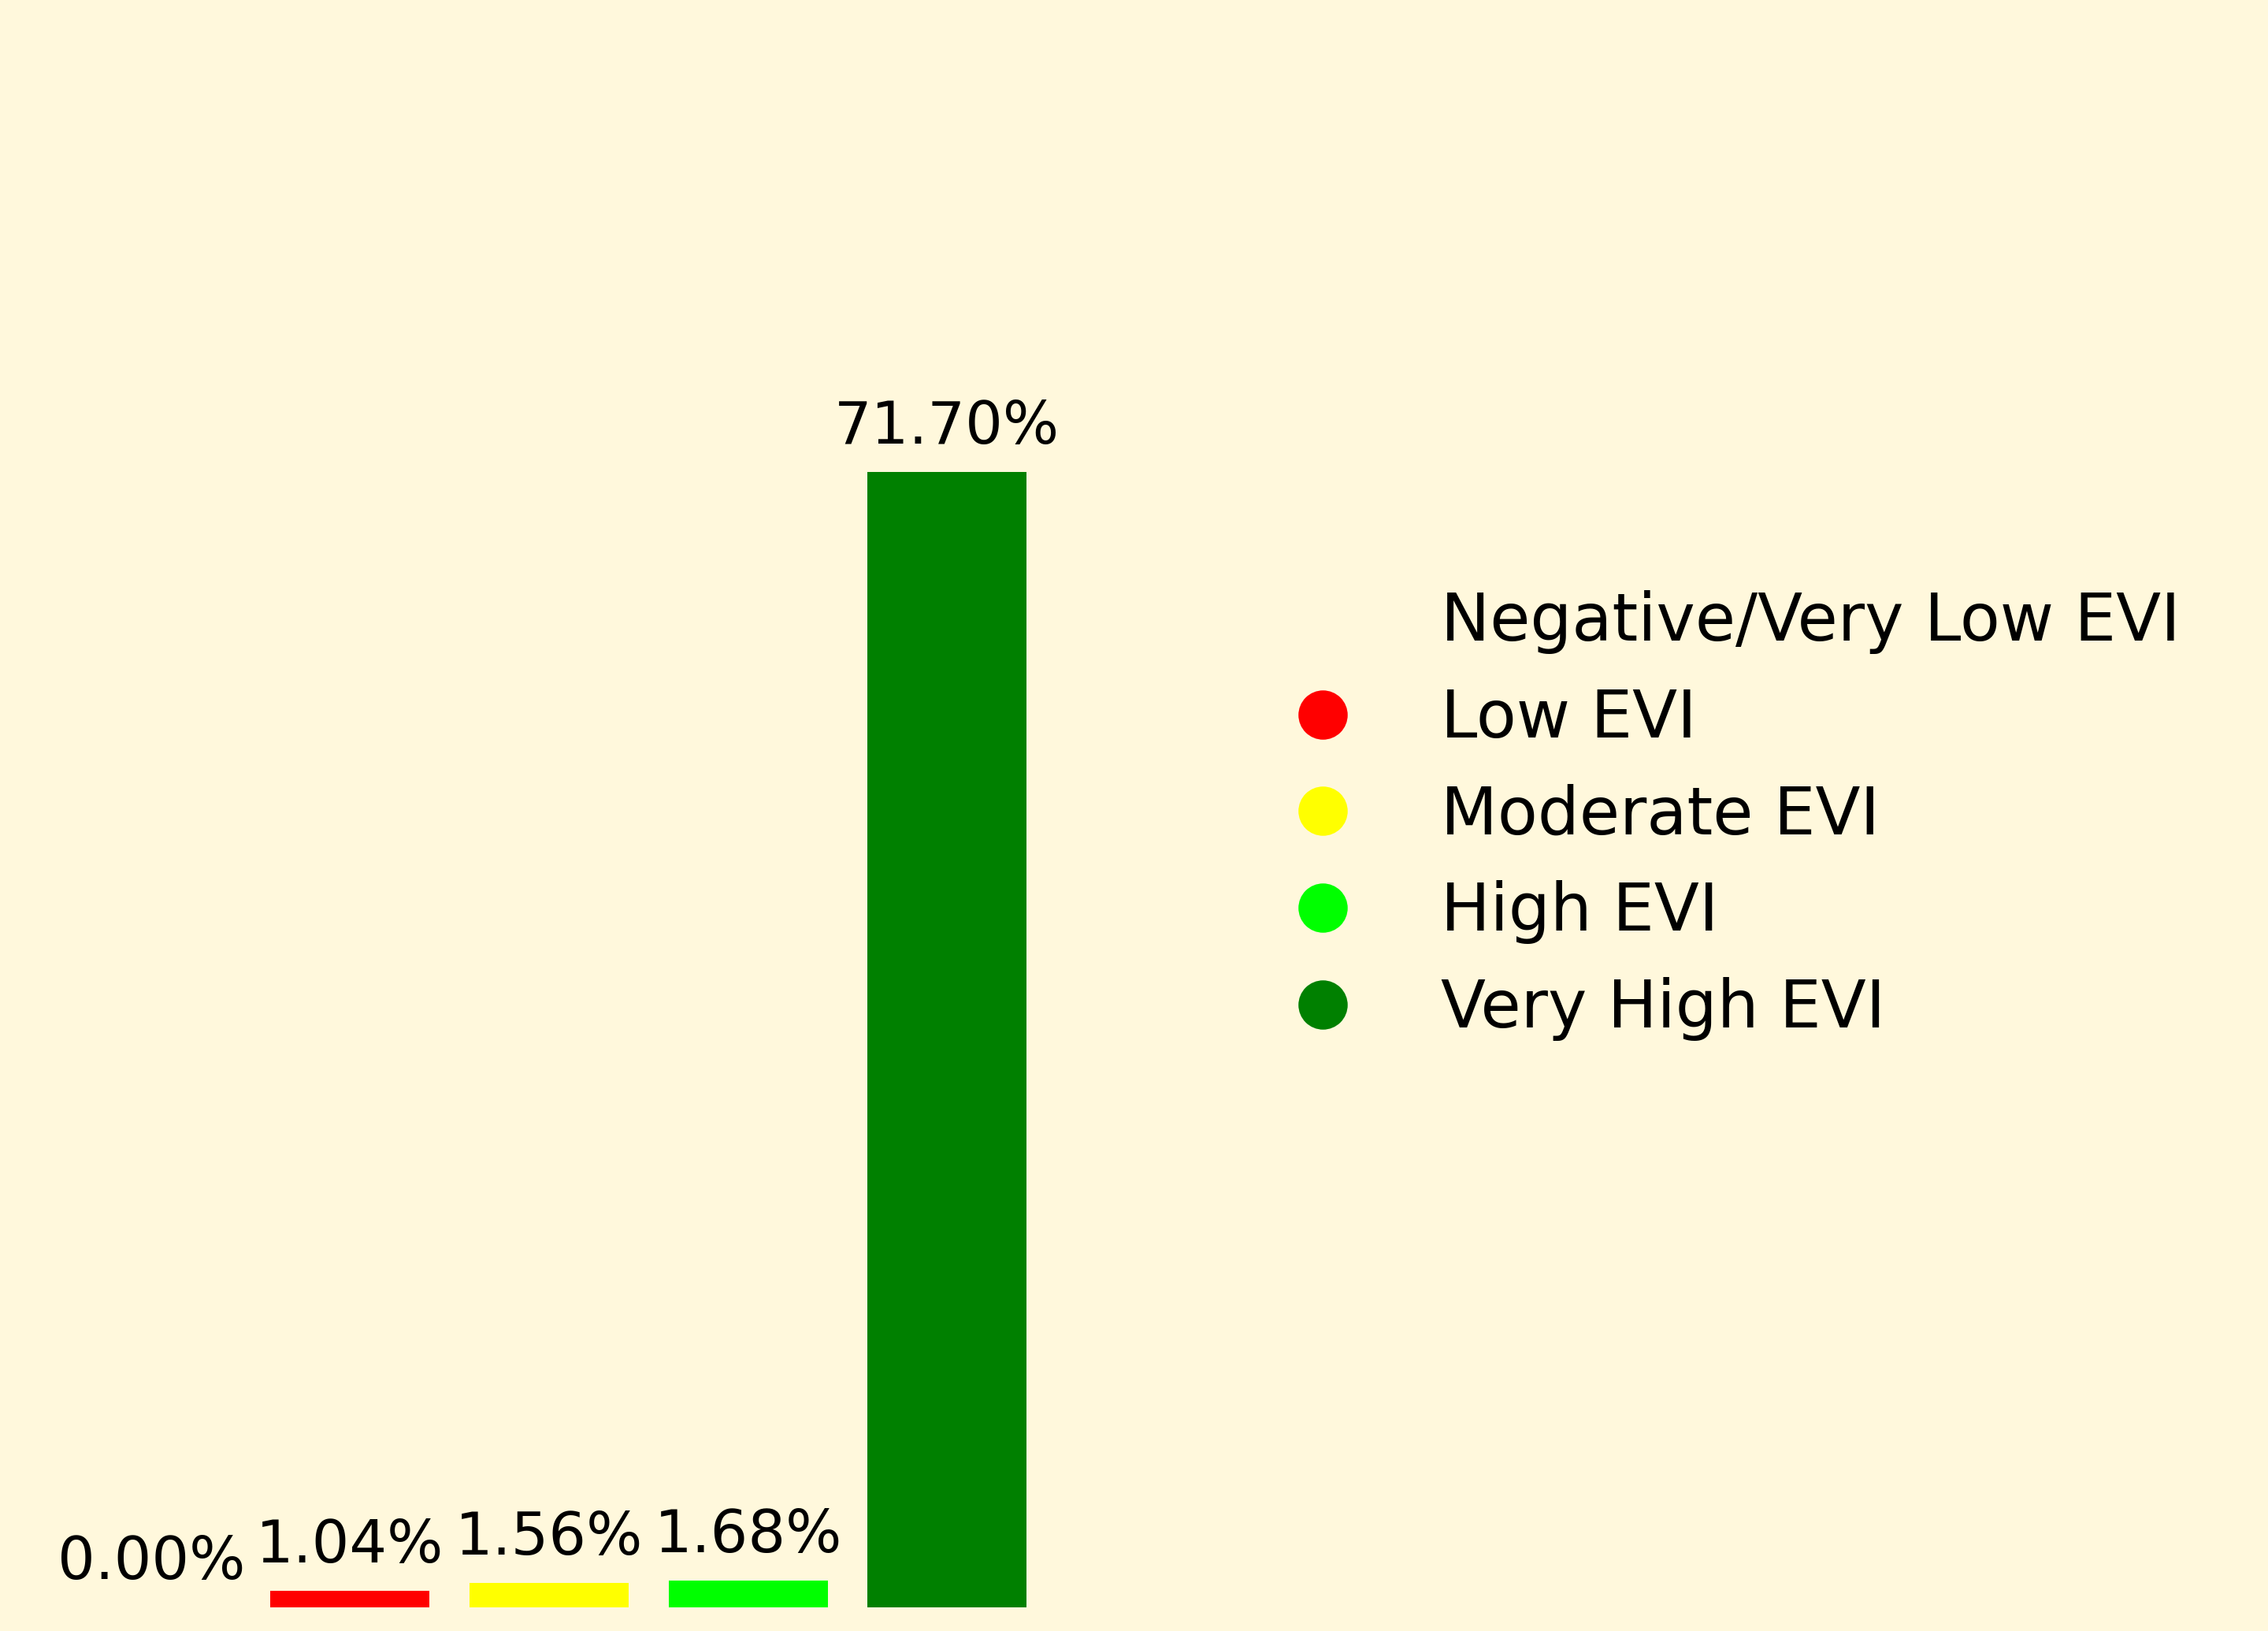 71.70%
Negative/Very Low EVI
Low EVI
Moderate EVI
High EVI
Very High EVI
0.00%
1.04%
1.56%
1.68%